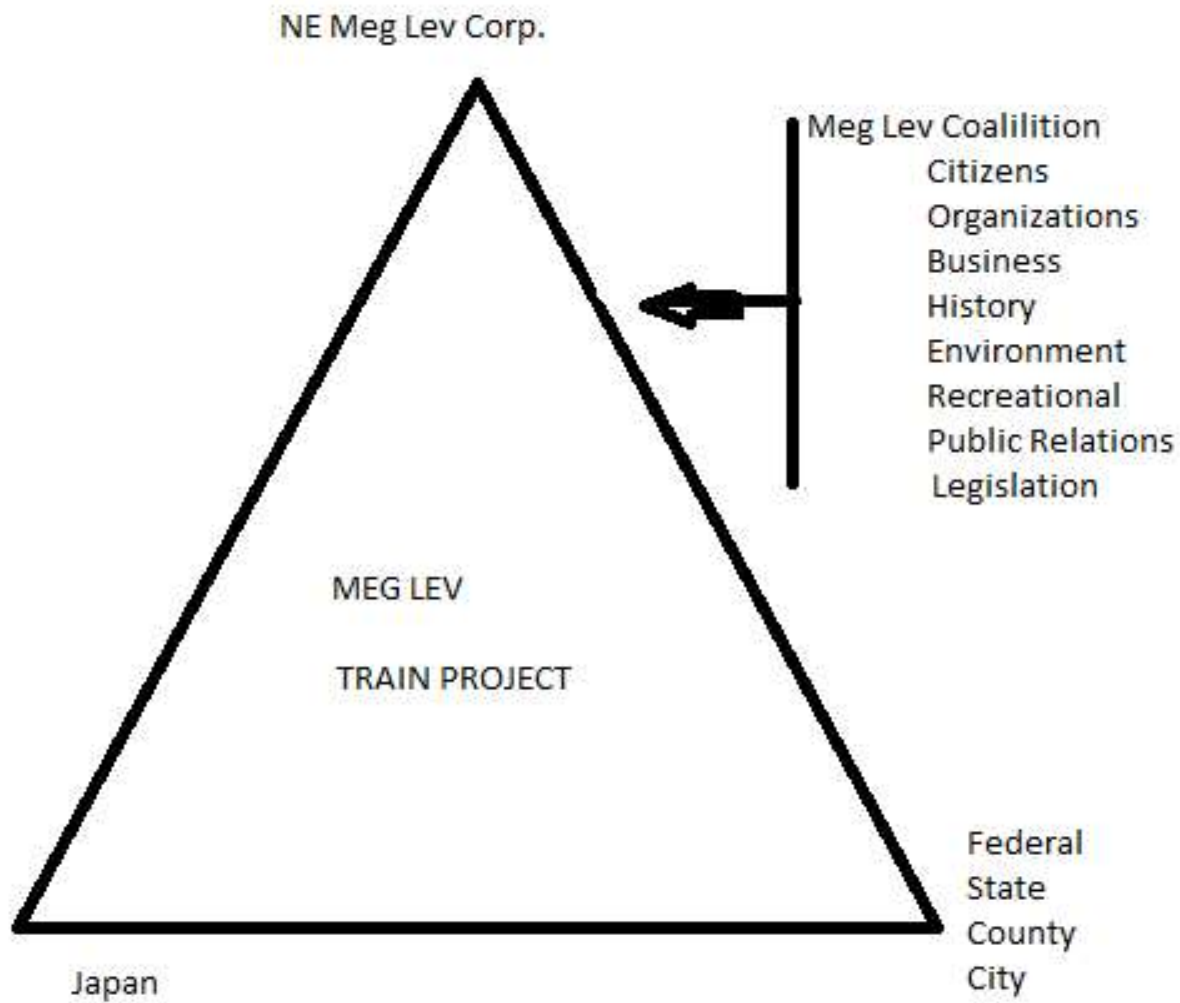 NE Meg Lev Corp.
Meg Lev Coalilition
Citizens
Organizations
Business
History
Environment
Recreational
Public Relations
Legislation
MEG LEV
TRAIN PROJECT
Federal
State
County
City
Japan